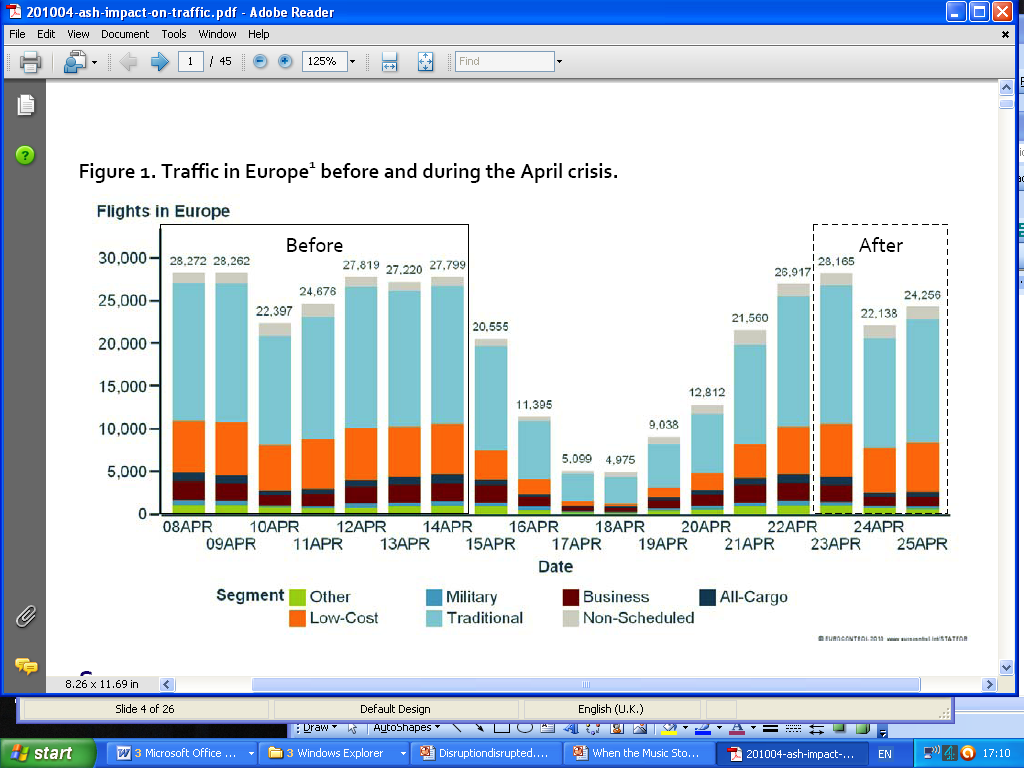 201004-ash-impact-on-traffic.pdf - Adobe Reader
File Edit View Document Tools Window Help
1 / 45 125% Find
Figure 1. Traffic in Europe¹ before and during the April crisis.
Flights in Europe
Before After
30,000
25,000
20,000
15,000
10,000
5,000
0
28,272 28,262 22,397 24,676 27,819 27,220 27,799 20,555 11,395 5,099 4,975 9,038 12,812 21,560 26,917 28,165 22,138 24,256
08APR 10APR 12APR 14APR 16APR 18APR 20APR 22APR 24APR
09APR 11APR 13APR 15APR 17APR 19APR 21APR 23APR 25APR
Date
Segment Other Military Business All-Cargo
Low-Cost Traditional Non-Scheduled
8.26 x 11.69 in
Slide 4 of 26 Default Design English (U.K.)
Draw AutoShapes
start 3 Microsoft Office ... 3 Windows Explorer Disruptiondisrupted.... When the Music Sto... 201004-ash-impact-... EN 17:10